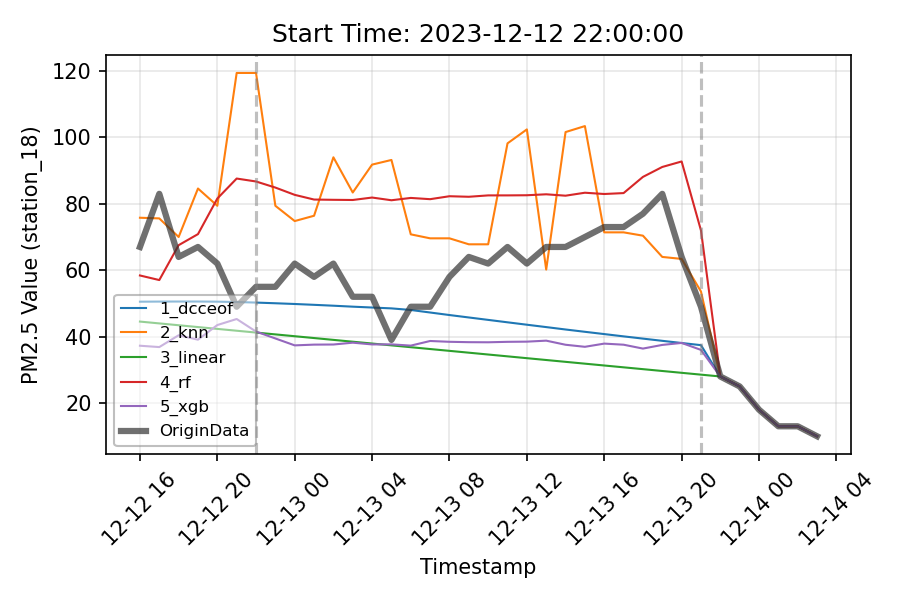 Start Time: 2023-12-12 22:00:00
PM2.5 Value (station_18)
120
100
80
60
40
20
1_dcceof
2_knn
3_linear
4_rf
5_xgb
OriginData
12-12 16
12-12 20
12-13 00
12-13 04
12-13 08
12-13 12
12-13 16
12-13 20
12-14 00
12-14 04
Timestamp